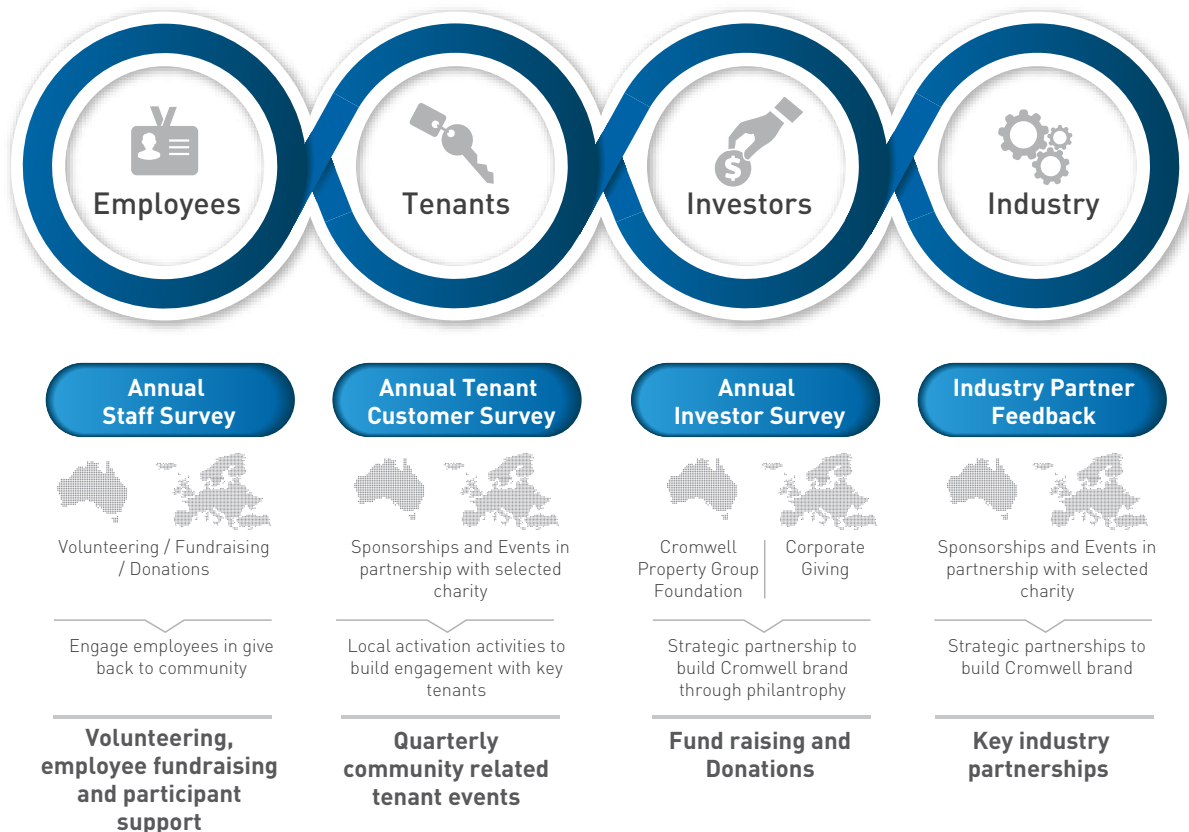 Employees
Tenants
Investors
Industry
$
Annual
Staff Survey
Annual Tenant
Customer Survey
Annual
Investor Survey
Industry Partner
Feedback
Volunteering / Fundraising
/ Donations
Sponsorships and Events in
partnership with selected
charity
Cromwell
Property Group
Foundation
Corporate
Giving
Sponsorships and Events in
partnership with selected
charity
Engage employees in give
back to community
Local activation activities to
build engagement with key
tenants
Strategic partnership to
build Cromwell brand
through philantrophy
Strategic partnerships to
build Cromwell brand
Volunteering,
employee fundraising
and participant
support
Quarterly
community related
tenant events
Fund raising and
Donations
Key industry
partnerships